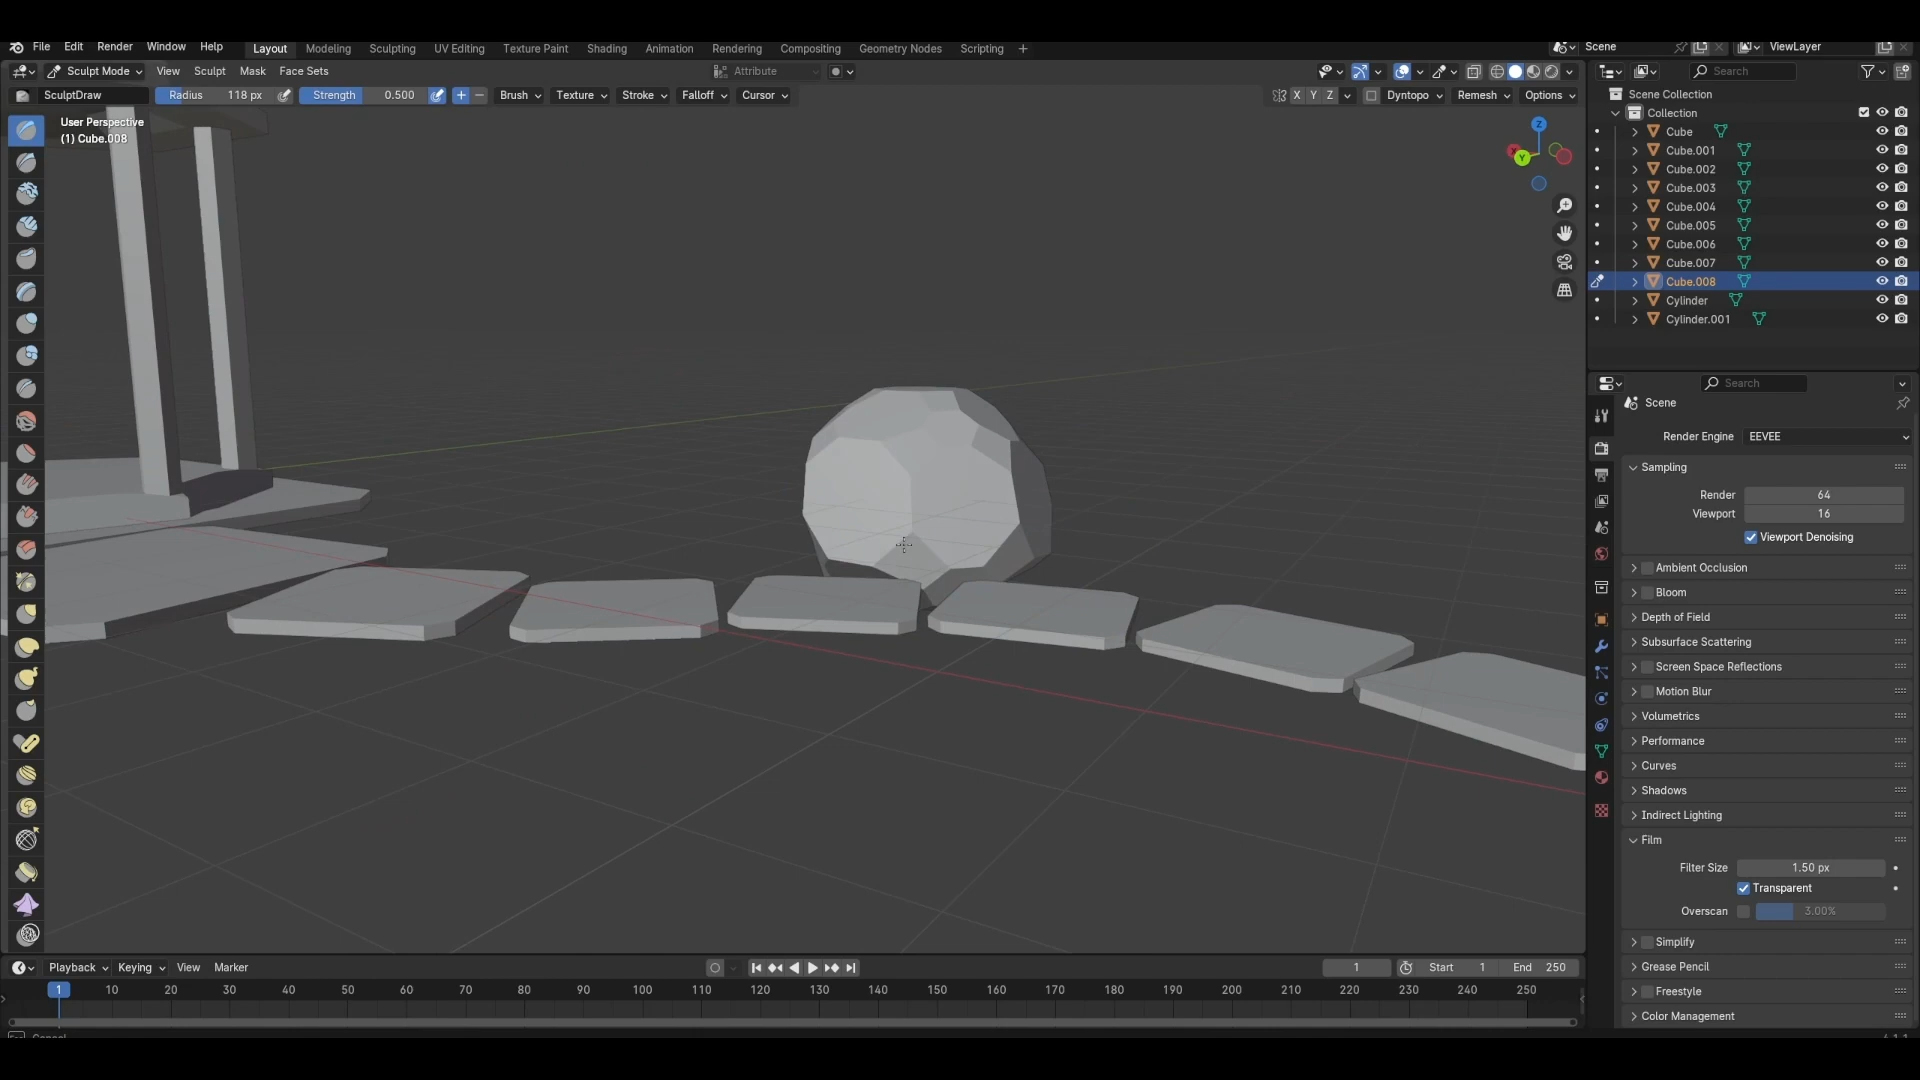 File Edit Render Window Help Layout Modeling Sculpting UV Editing Texture Paint Shading Animation Rendering Compositing Geometry Nodes Scripting + Scene ViewLayer
Sculpt Mode View Sculpt Mask Face Sets Attribute Search
SculptDraw Radius 118 px Strength 0.500 + − Brush Texture Stroke Falloff Cursor X Y Z Dyntopo Remesh Options
User Perspective
(1) Cube.008
Z
Y
Scene Collection
Collection
Cube
Cube.001
Cube.002
Cube.003
Cube.004
Cube.005
Cube.006
Cube.007
Cube.008
Cylinder
Cylinder.001
Search
Scene
Render Engine EEVEE
Sampling
Render 64
Viewport 16
Viewport Denoising
Ambient Occlusion
Bloom
Depth of Field
Subsurface Scattering
Screen Space Reflections
Motion Blur
Volumetrics
Performance
Curves
Shadows
Indirect Lighting
Film
Filter Size 1.50 px
Transparent
Overscan 3.00%
Simplify
Grease Pencil
Freestyle
Color Management
Playback Keying View Marker 1 Start 1 End 250
1 10 20 30 40 50 60 70 80 90 100 110 120 130 140 150 160 170 180 190 200 210 220 230 240 250